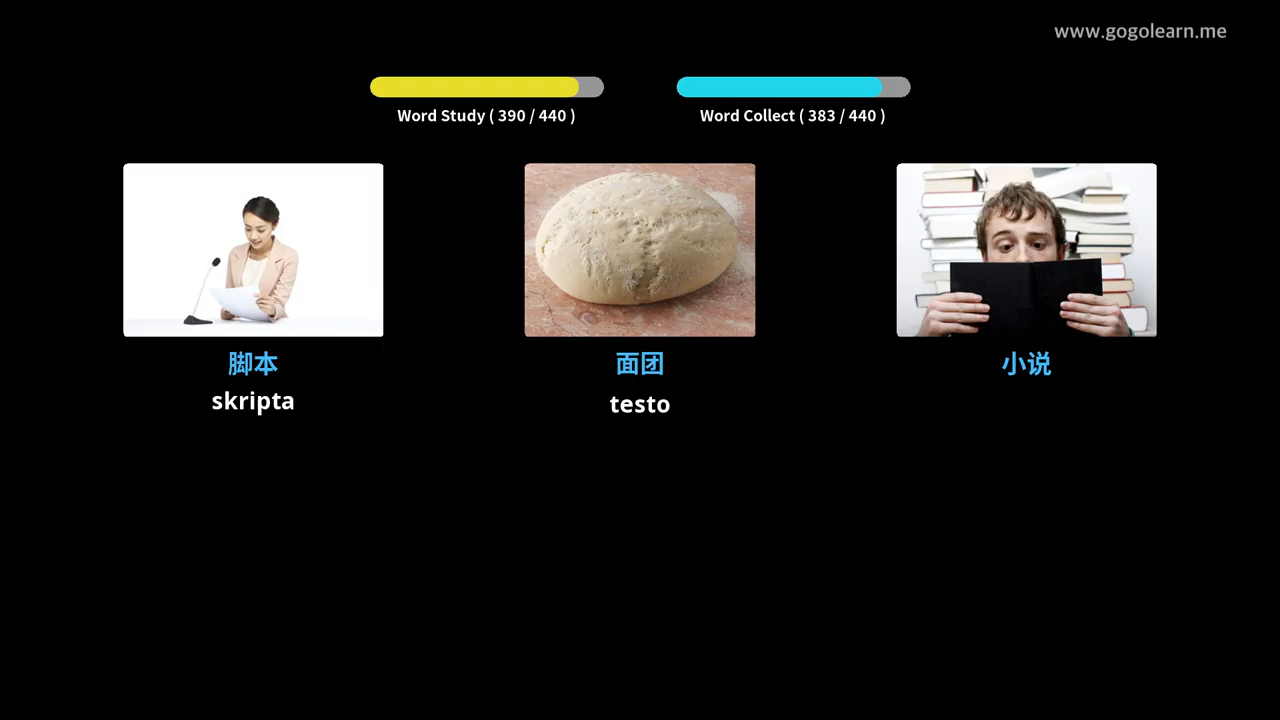 www.gogolearn.me
Word Study ( 390 / 440 )
Word Collect ( 383 / 440 )
脚本
面团
小说
skripta
testo